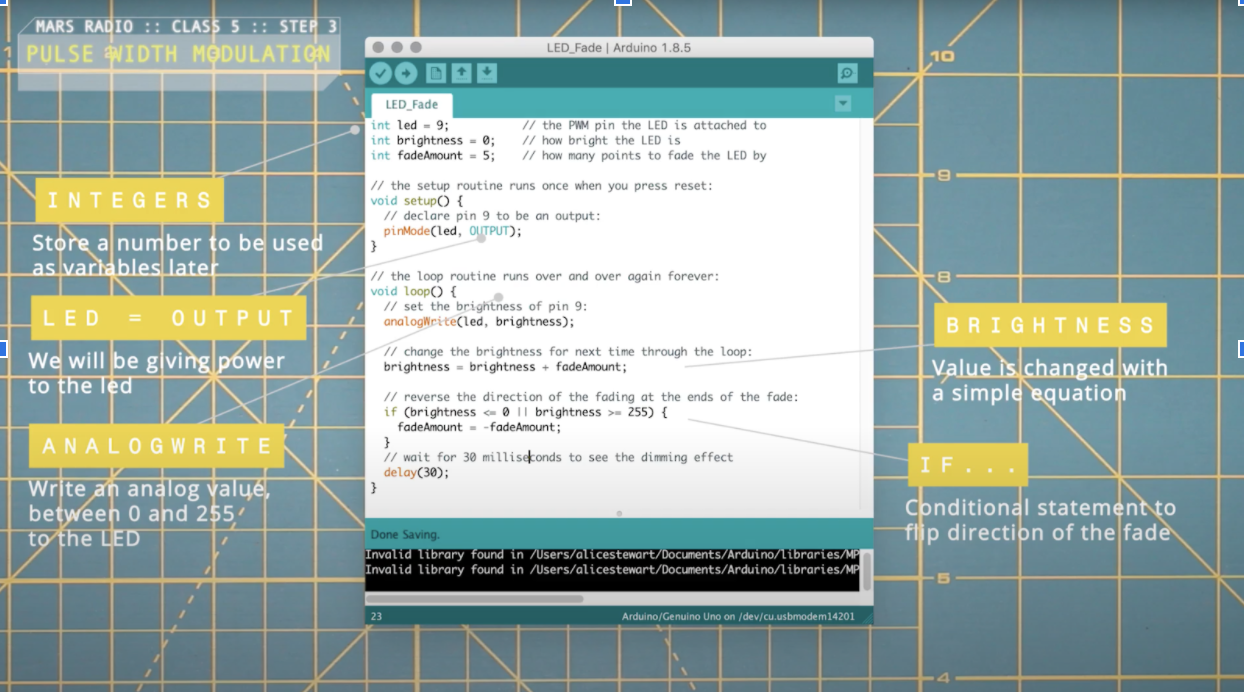 MARS RADIO :: CLASS 5 :: STEP 3
PULSE WIDTH MODULATION
LED_Fade | Arduino 1.8.5
LED_Fade
int led = 9;           // the PWM pin the LED is attached to
int brightness = 0;    // how bright the LED is
int fadeAmount = 5;    // how many points to fade the LED by
// the setup routine runs once when you press reset:
void setup() {
  // declare pin 9 to be an output:
  pinMode(led, OUTPUT);
}
// the loop routine runs over and over again forever:
void loop() {
  // set the brightness of pin 9:
  analogWrite(led, brightness);
  // change the brightness for next time through the loop:
  brightness = brightness + fadeAmount;
  // reverse the direction of the fading at the ends of the fade:
  if (brightness <= 0 || brightness >= 255) {
    fadeAmount = -fadeAmount;
  }
  // wait for 30 milliseconds to see the dimming effect
  delay(30);
}
Done Saving.
Invalid library found in /Users/alicestewart/Documents/Arduino/libraries/MP
Invalid library found in /Users/alicestewart/Documents/Arduino/libraries/MP
23
Arduino/Genuino Uno on /dev/cu.usbmodem14201
INTEGERS
Store a number to be used
as variables later
LED = OUTPUT
We will be giving power
to the led
ANALOGWRITE
Write an analog value,
between 0 and 255
to the LED
BRIGHTNESS
Value is changed with
a simple equation
IF...
Conditional statement to
flip direction of the fade
10
9
8
5
4